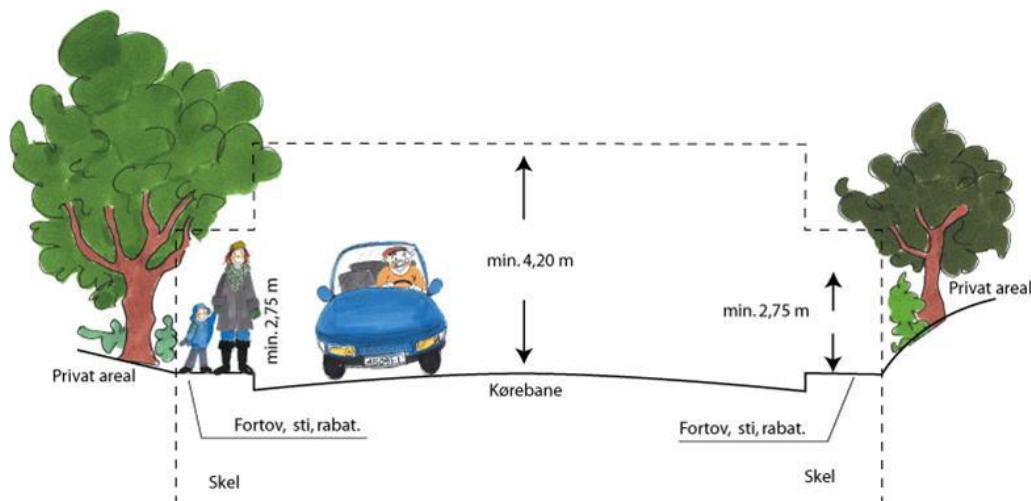 min. 4,20 m
min. 2,75 m
min. 2,75 m
Privat areal
Privat areal
Kørebane
Fortov, sti, rabat.
Fortov, sti, rabat.
Skel
Skel